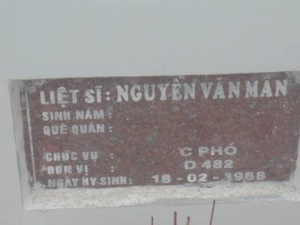 LIỆT SĨ: NGUYỄN VĂN MAN
SINH NĂM :
QUÊ QUÁN :
CHỨC VỤ : C PHÓ
ĐƠN VỊ : D 482
NGÀY HY SINH: 16-02-1968